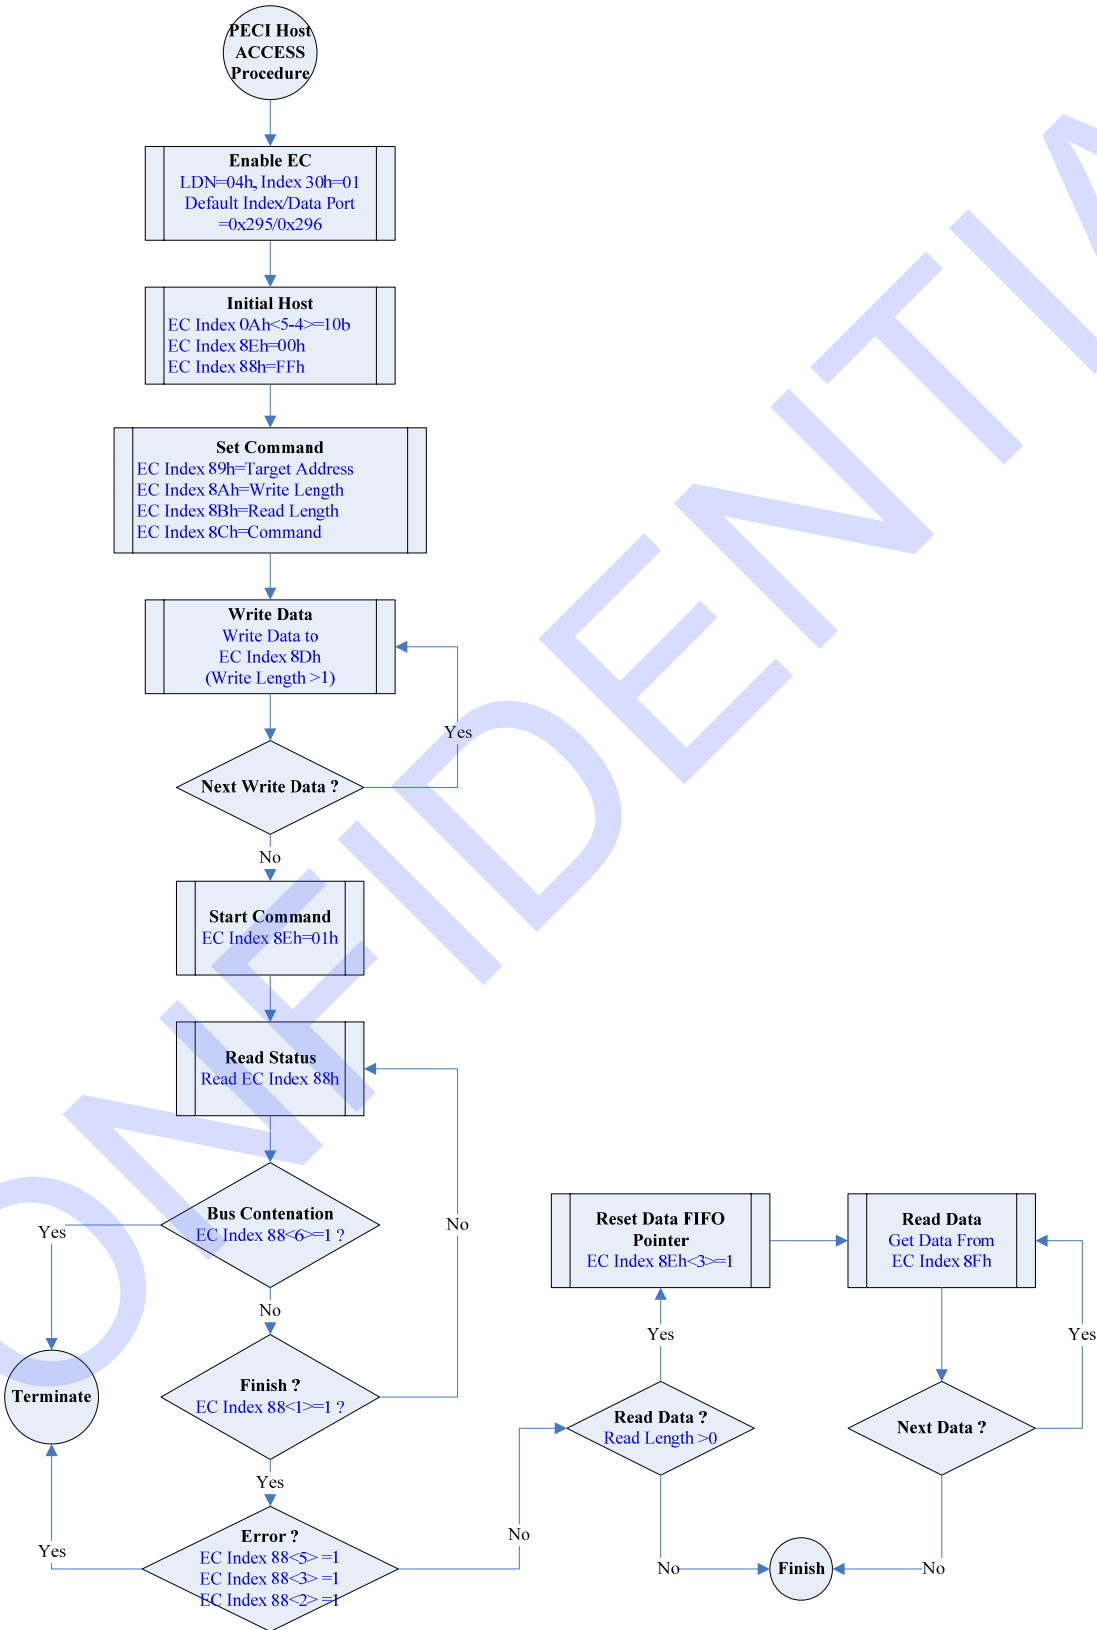 PECI Host
ACCESS
Procedure
Enable EC
LDN=04h, Index 30h=01
Default Index/Data Port
=0x295/0x296
Initial Host
EC Index 0Ah<5-4>=10b
EC Index 8Eh=00h
EC Index 88h=FFh
Set Command
EC Index 89h=Target Address
EC Index 8Ah=Write Length
EC Index 8Bh=Read Length
EC Index 8Ch=Command
Write Data
Write Data to
EC Index 8Dh
(Write Length >1)
Yes
Next Write Data ?
No
Start Command
EC Index 8Eh=01h
Read Status
Read EC Index 88h
Bus Contenation
EC Index 88<6>=1 ?
Yes
No
No
Finish ?
EC Index 88<1>=1 ?
Terminate
Yes
Error ?
EC Index 88<5> =1
EC Index 88<3> =1
EC Index 88<2> =1
Yes
No
Reset Data FIFO
Pointer
EC Index 8Eh<3>=1
Read Data
Get Data From
EC Index 8Fh
Yes
Yes
Read Data ?
Read Length >0
Next Data ?
No
Finish
No
ONFIDENTIA